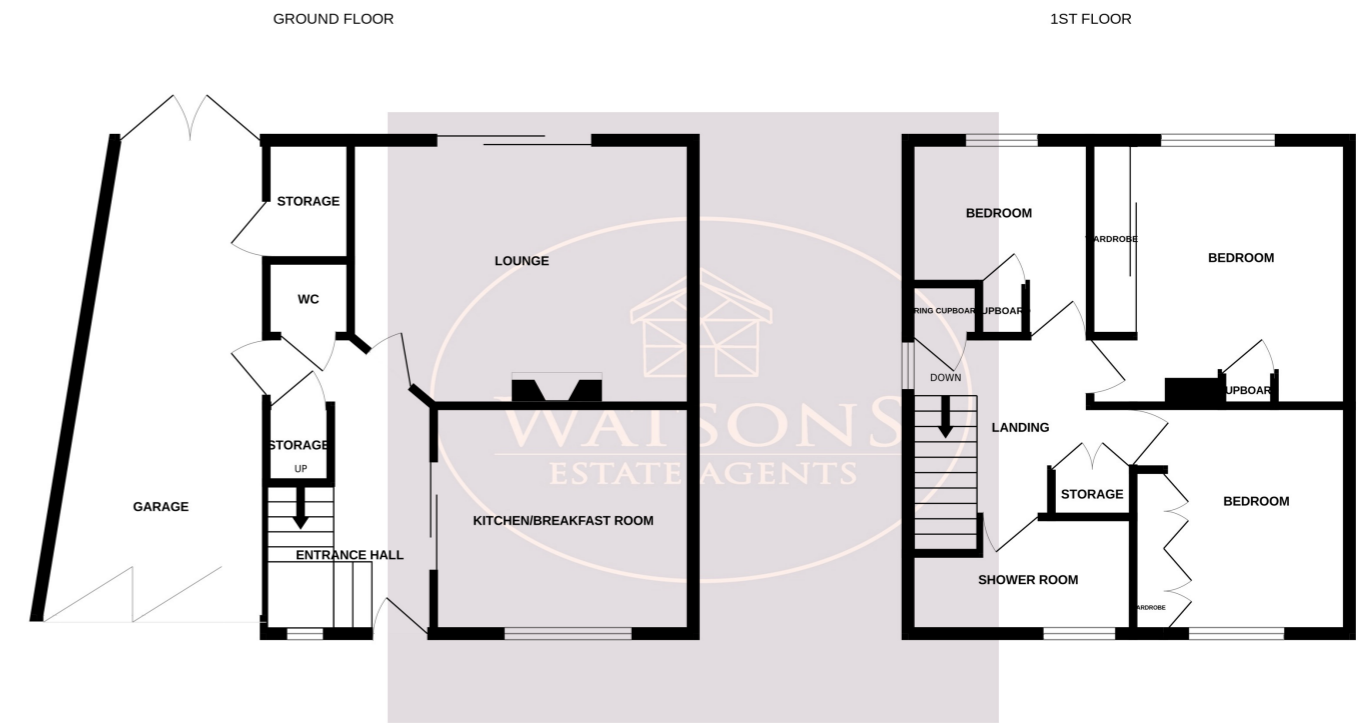 GROUND FLOOR
1ST FLOOR
STORAGE
WC
LOUNGE
STORAGE
UP
GARAGE
ENTRANCE HALL
KITCHEN/BREAKFAST ROOM
WATSONS
ESTATE AGENTS
BEDROOM
WARDROBE
BEDROOM
RING CUPBOARD
CUPBOARD
DOWN
CUPBOARD
LANDING
STORAGE
BEDROOM
SHOWER ROOM
WARDROBE